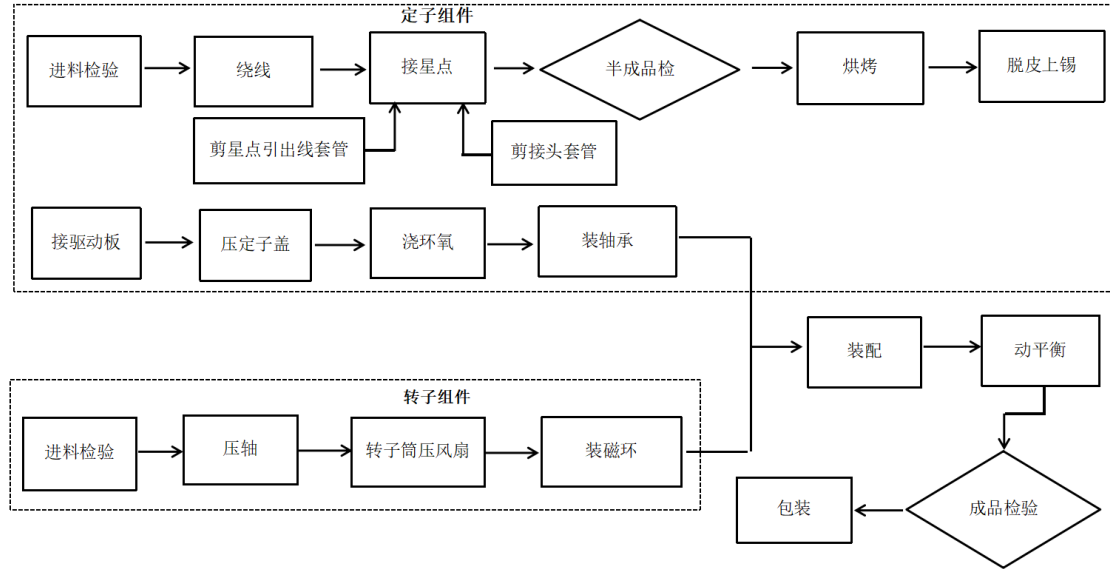 定子组件
进料检验
绕线
接星点
半成品检
烘烤
脱皮上锡
剪星点引出线套管
剪接头套管
接驱动板
压定子盖
浇环氧
装轴承
装配
动平衡
转子组件
进料检验
压轴
转子筒压风扇
装磁环
包装
成品检验